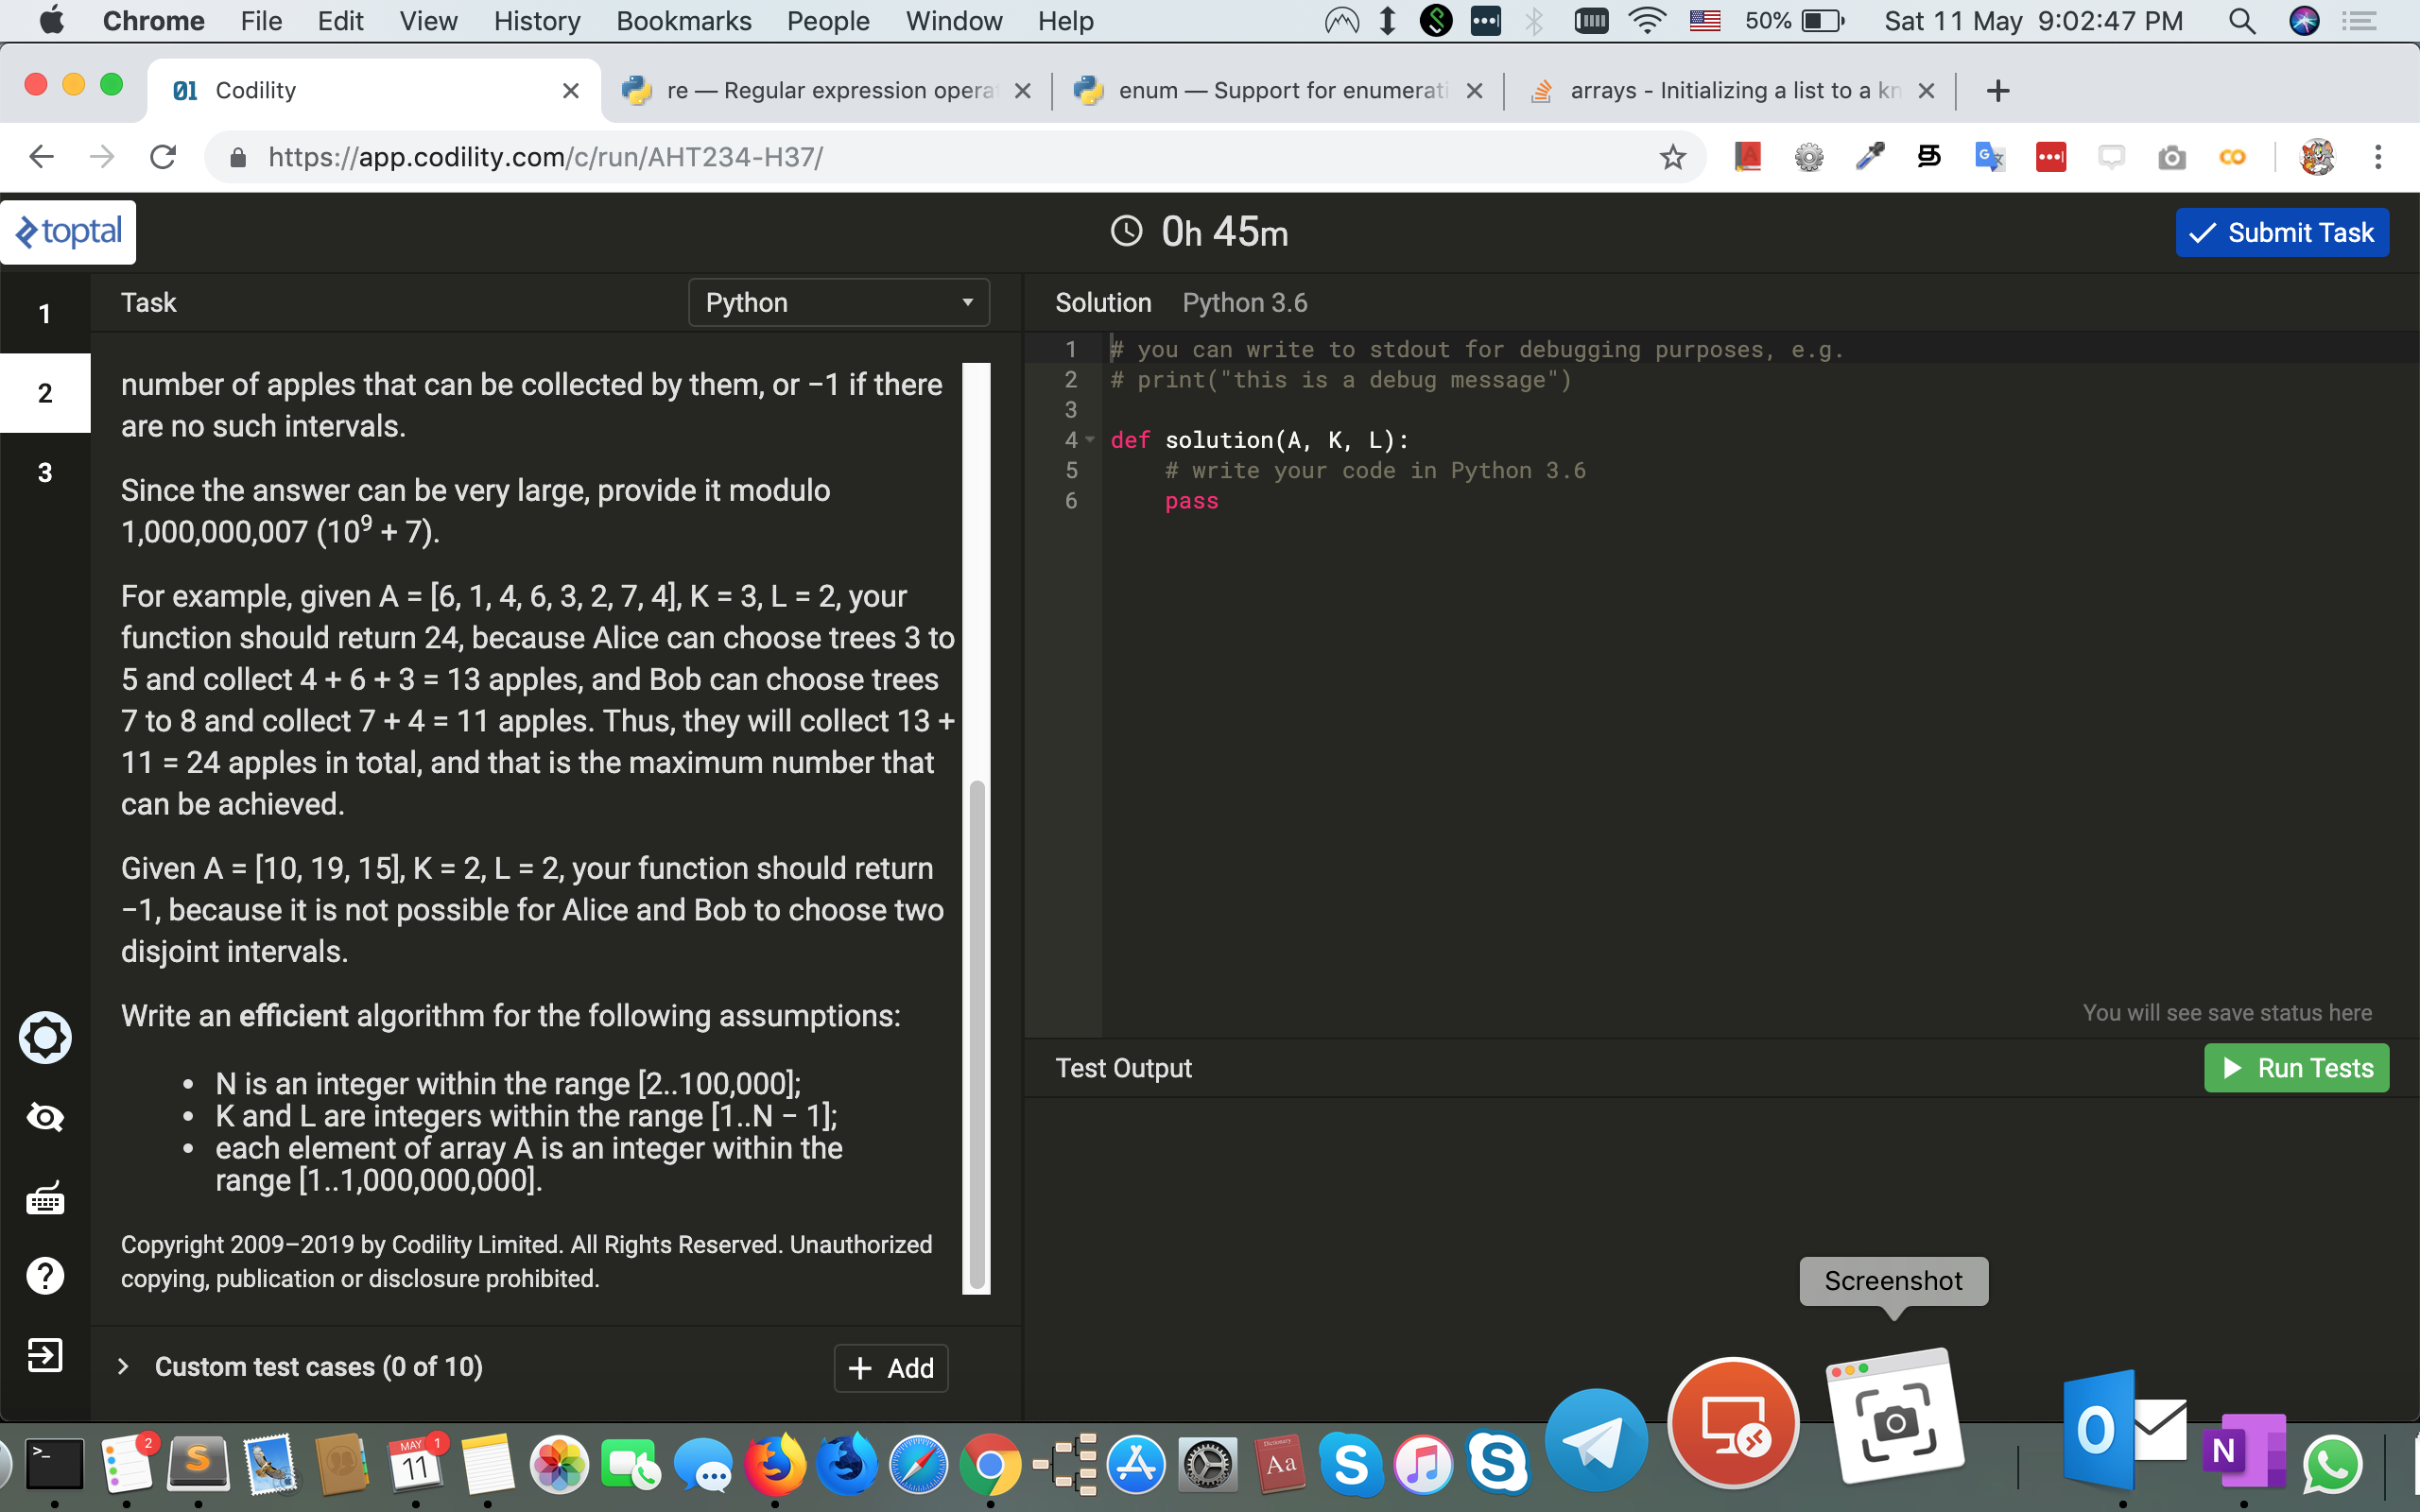 Chrome File Edit View History Bookmarks People Window Help 50% Sat 11 May 9:02:47 PM
01 Codility
re — Regular expression opera
enum — Support for enumerati
arrays - Initializing a list to a kn
https://app.codility.com/c/run/AHT234-H37/
toptal
0h 45m
Submit Task
1
2
3
Task
Python
number of apples that can be collected by them, or −1 if there
are no such intervals.
Since the answer can be very large, provide it modulo
1,000,000,007 (10⁹ + 7).
For example, given A = [6, 1, 4, 6, 3, 2, 7, 4], K = 3, L = 2, your
function should return 24, because Alice can choose trees 3 to
5 and collect 4 + 6 + 3 = 13 apples, and Bob can choose trees
7 to 8 and collect 7 + 4 = 11 apples. Thus, they will collect 13 +
11 = 24 apples in total, and that is the maximum number that
can be achieved.
Given A = [10, 19, 15], K = 2, L = 2, your function should return
−1, because it is not possible for Alice and Bob to choose two
disjoint intervals.
Write an efficient algorithm for the following assumptions:
• N is an integer within the range [2..100,000];
• K and L are integers within the range [1..N − 1];
• each element of array A is an integer within the
range [1..1,000,000,000].
Copyright 2009–2019 by Codility Limited. All Rights Reserved. Unauthorized
copying, publication or disclosure prohibited.
Custom test cases (0 of 10)
+ Add
Solution Python 3.6
1 # you can write to stdout for debugging purposes, e.g.
2 # print("this is a debug message")
3
4 def solution(A, K, L):
5 # write your code in Python 3.6
6 pass
You will see save status here
Test Output
Run Tests
Screenshot
2
MAY 1
11
Dictionary
Aa
S
S
S
O
N